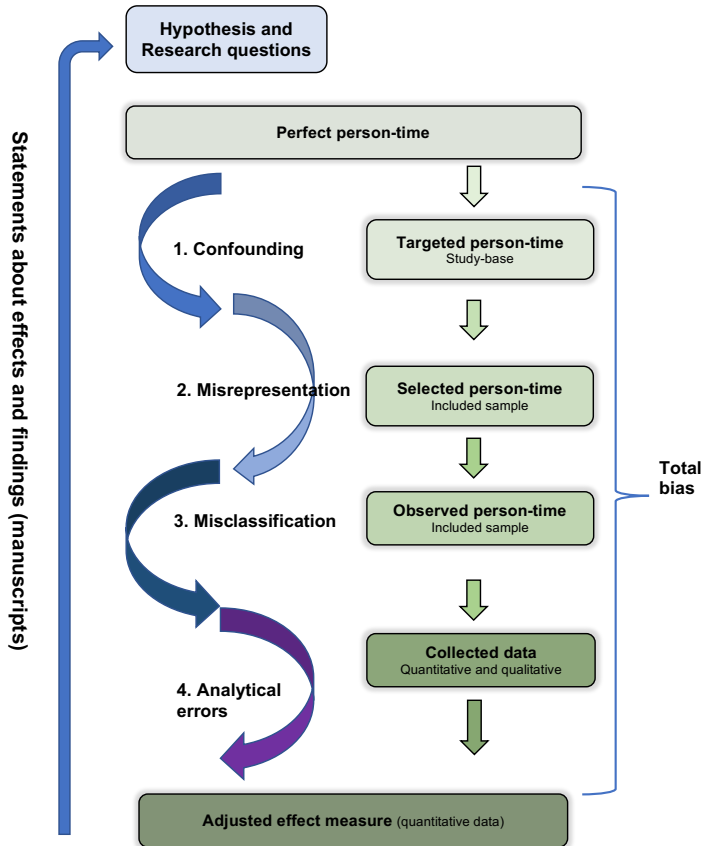 Hypothesis and
Research questions
Statements about effects and findings (manuscripts)
Perfect person-time
Targeted person-time
Study-base
1. Confounding
2. Misrepresentation
Selected person-time
Included sample
Total
bias
3. Misclassification
Observed person-time
Included sample
Collected data
Quantitative and qualitative
4. Analytical
errors
Adjusted effect measure (quantitative data)